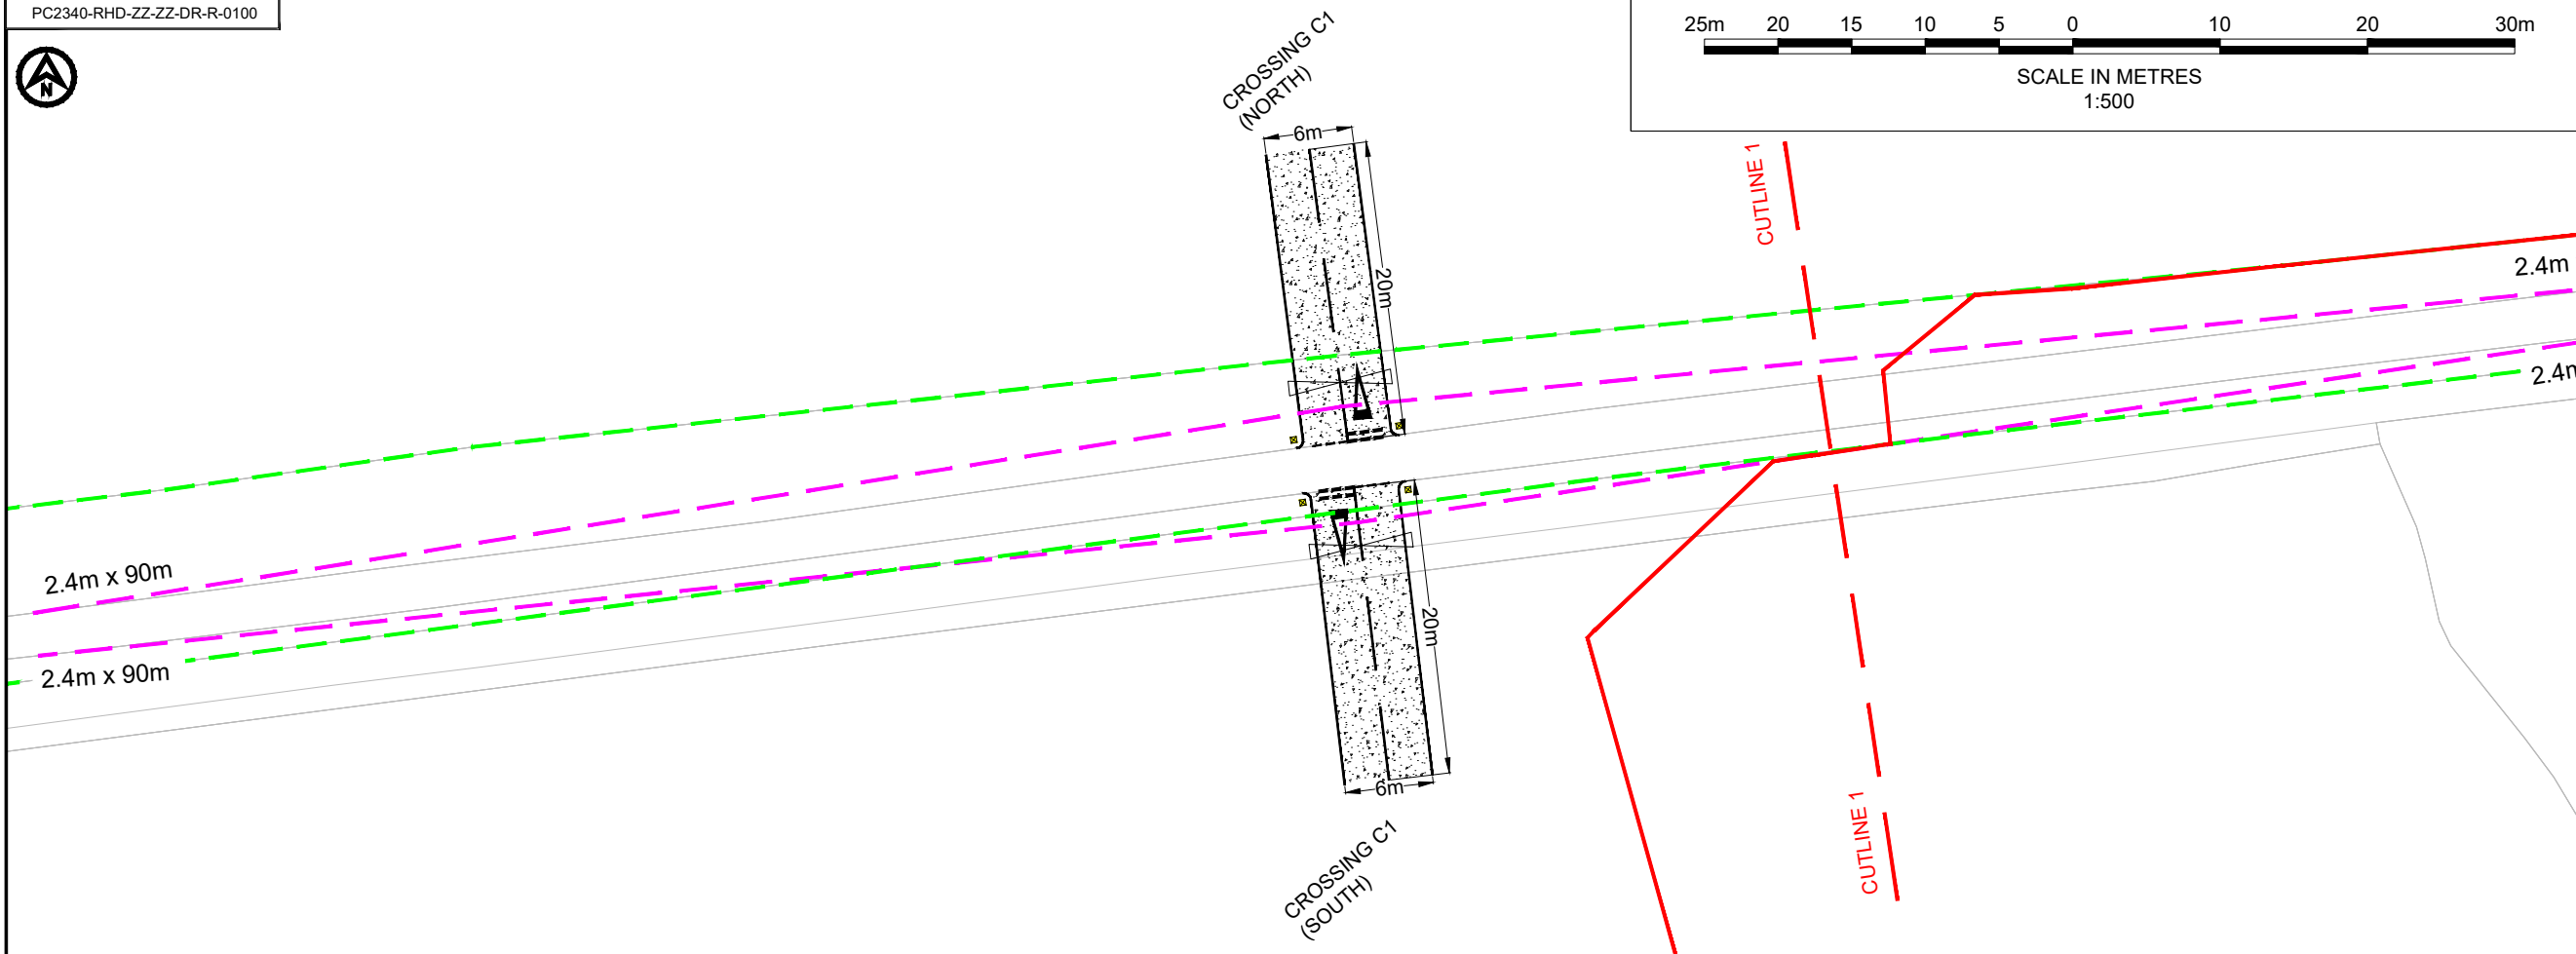 PC2340-RHD-ZZ-ZZ-DR-R-0100
N
25m 20 15 10 5 0 10 20 30m
SCALE IN METRES
1:500
CROSSING C1
(NORTH)
6m
20m
CUTLINE 1
2.4m
2.4m
2.4m x 90m
2.4m x 90m
20m
6m
CUTLINE 1
CROSSING C1
(SOUTH)